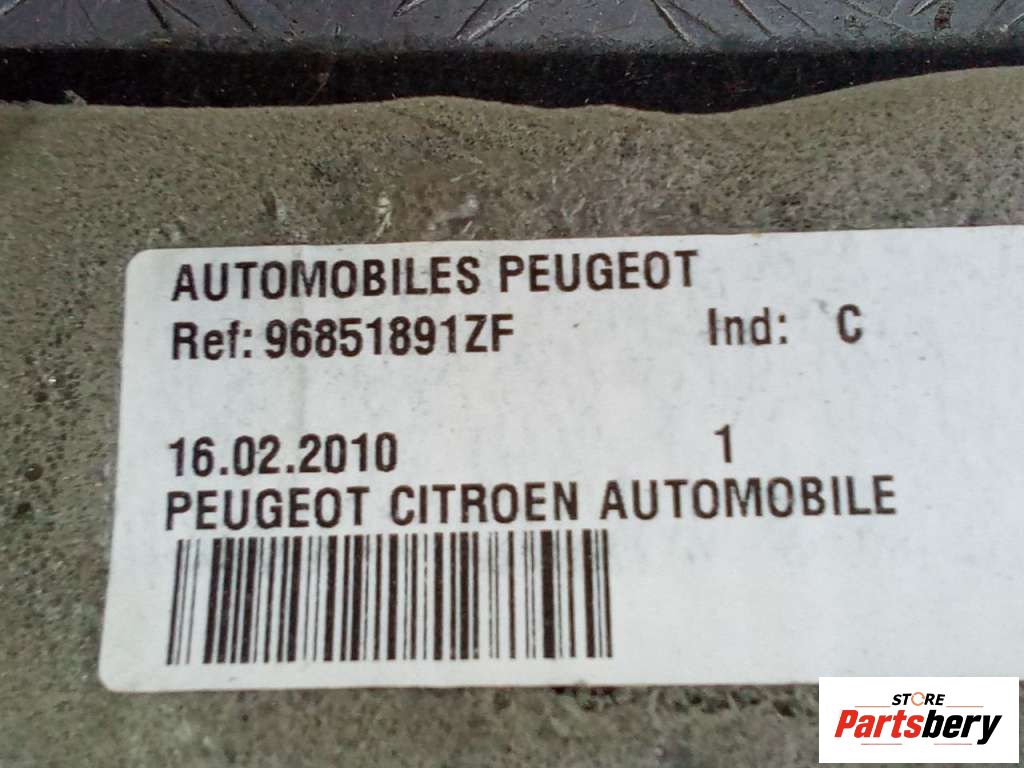 AUTOMOBILES PEUGEOT
Ref: 96851891ZF Ind: C
16.02.2010 1
PEUGEOT CITROEN AUTOMOBILE
STORE
Partsbery